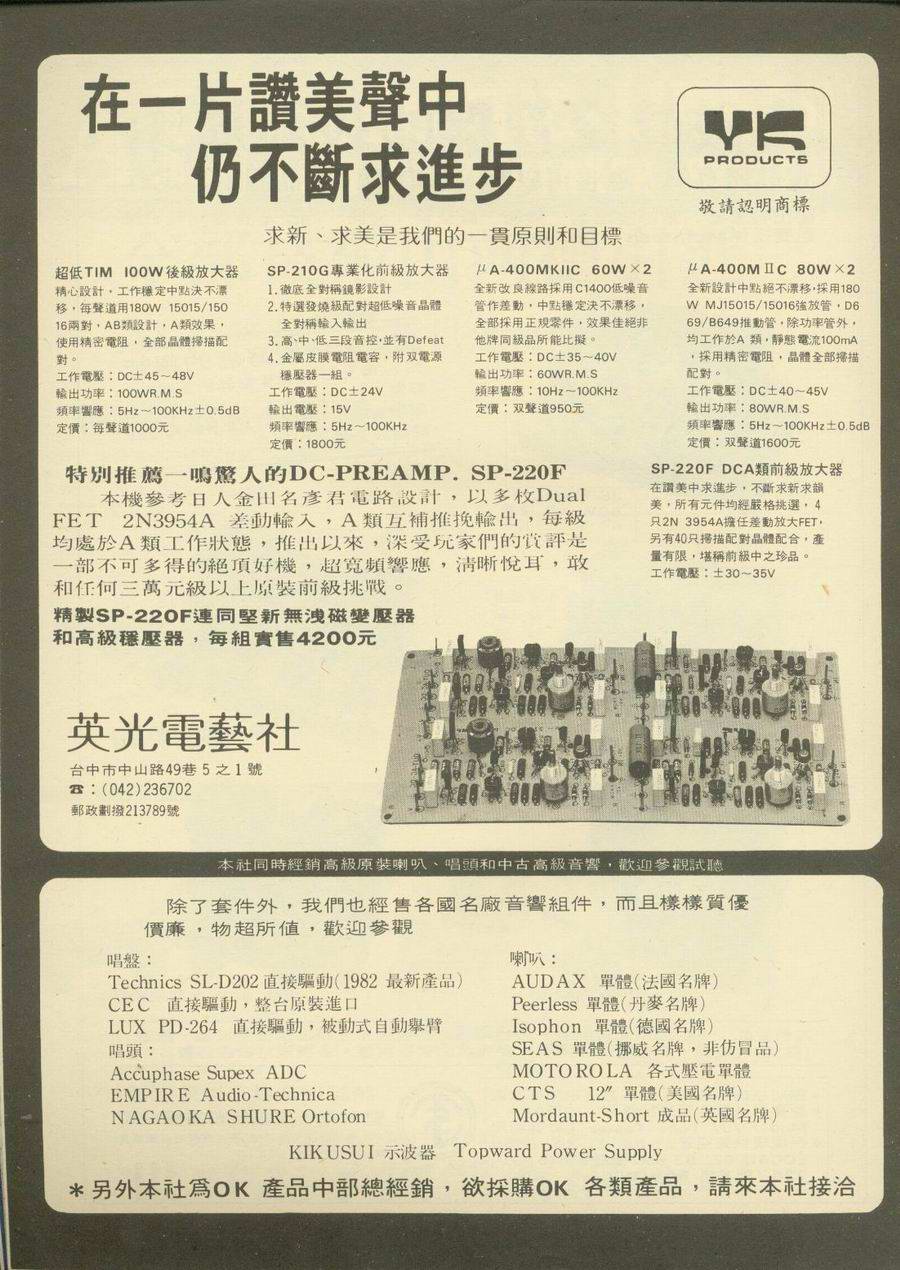 在一片讚美聲中
仍不斷求進步
YK
PRODUCTS
敬請認明商標
求新、求美是我們的一貫原則和目標
超低TIM 100W後級放大器
精心設計，工作穩定中點決不漂
移，每聲道用180W 15015/150
16兩對，AB類設計，A類效果，
使用精密電阻，全部晶體掃描配
對。
工作電壓：DC±45～48V
輸出功率：100WR.M.S
頻率響應：5Hz～100KHz±0.5dB
定價：每聲道1000元
SP-210G專業化前級放大器
1.徹底全對稱鏡影設計
2.特選發燒級配對超低噪音晶體
全對稱輸入輸出
3.高、中、低三段音控，並有Defeat
4.金屬皮膜電阻電容，附双電源
穩壓器一組。
工作電壓：DC±24V
輸出電壓：15V
頻率響應：5Hz～100KHz
定價：1800元
μA-400MKIIC 60W×2
全新改良線路採用C1400低噪音
管作差動，中點穩定決不漂移，
全部採用正規零件，效果佳絕非
他牌同級品所能比擬。
工作電壓：DC±35～40V
輸出功率：60WR.M.S
頻率響應：10Hz～100KHz
定價：双聲道950元
μA-400MⅡC 80W×2
全新設計中點絕不漂移，採用180
W MJ15015/15016強放管，D6
69/B649推動管，除功率管外，
均工作於A 類，靜態電流100mA
，採用精密電阻，晶體全部掃描
配對。
工作電壓：DC±40～45V
輸出功率：80WR.M.S
頻率響應：5Hz～100KHz±0.5dB
定價：双聲道1600元
特別推薦一鳴驚人的DC-PREAMP. SP-220F
本機參考日人金田名彥君電路設計，以多枚Dual
FET 2N3954A 差動輸入，A類互補推挽輸出，每級
均處於A類工作狀態，推出以來，深受玩家們的賞評是
一部不可多得的絕頂好機，超寬頻響應，清晰悅耳，敢
和任何三萬元級以上原裝前級挑戰。
精製SP-220F連同堅新無洩磁變壓器
和高級穩壓器，每組實售4200元
SP-220F DCA類前級放大器
在讚美中求進步，不斷求新求韻
美，所有元件均經嚴格挑選，4
只2N 3954A擔任差動放大FET，
另有40只掃描配對晶體配合，產
量有限，堪稱前級中之珍品。
工作電壓：±30～35V
英光電藝社
台中市中山路49巷5之1號
☎：(042)236702
郵政劃撥213789號
本社同時經銷高級原裝喇叭、唱頭和中古高級音響，歡迎參觀試聽
除了套件外，我們也經售各國名廠音響組件，而且樣樣質優
價廉，物超所值，歡迎參觀
唱盤：
Technics SL-D202 直接驅動(1982 最新產品)
CEC 直接驅動，整台原裝進口
LUX PD-264 直接驅動，被動式自動舉臂
唱頭：
Accuphase Supex ADC
EMPIRE Audio-Technica
NAGAOKA SHURE Ortofon
喇叭：
AUDAX 單體(法國名牌)
Peerless 單體(丹麥名牌)
Isophon 單體(德國名牌)
SEAS 單體(挪威名牌，非仿冒品)
MOTOROLA 各式壓電單體
CTS 12″ 單體(美國名牌)
Mordaunt-Short 成品(英國名牌)
KIKUSUI 示波器 Topward Power Supply
＊另外本社為OK 產品中部總經銷，欲採購OK 各類產品，請來本社接洽